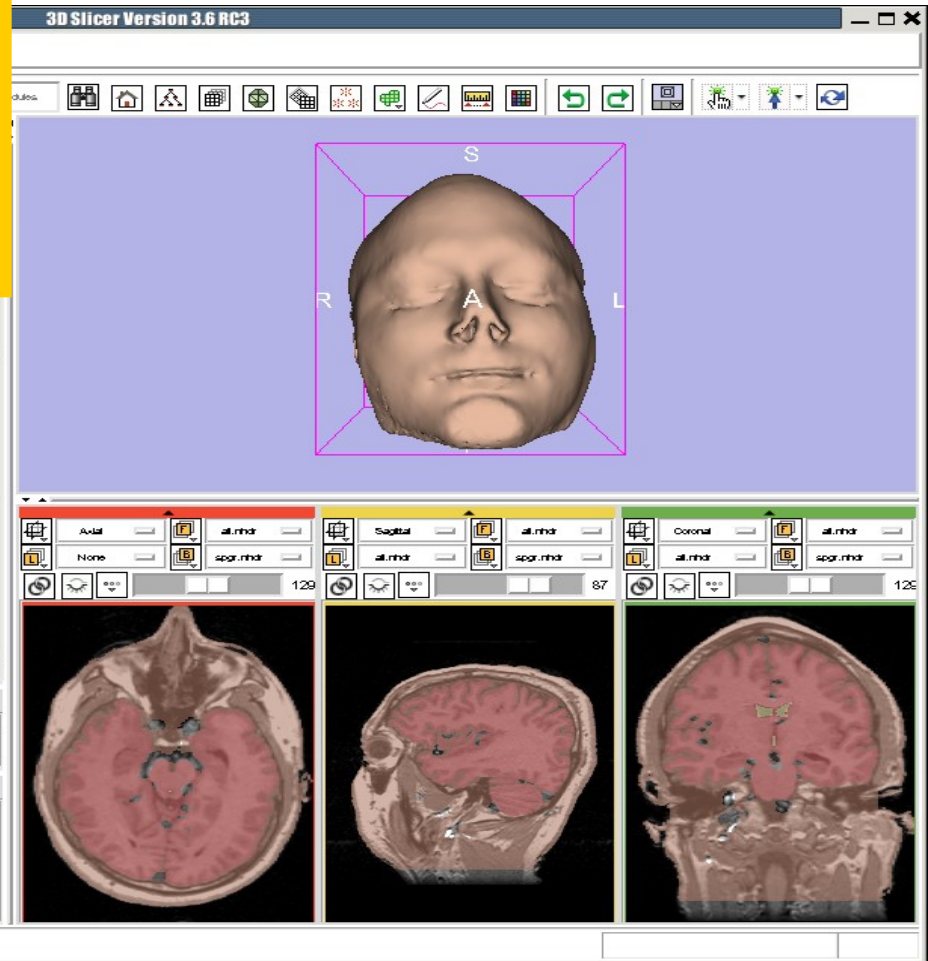 3D Slicer Version 3.6 RC3
dules
S
R
A
L
Axial
F
all.nhdr
Sagittal
F
all.nhdr
Coronal
F
all.nhdr
L
None
B
spgr.nhdr
L
all.nhdr
B
spgr.nhdr
L
all.nhdr
B
spgr.nhdr
129
87
129